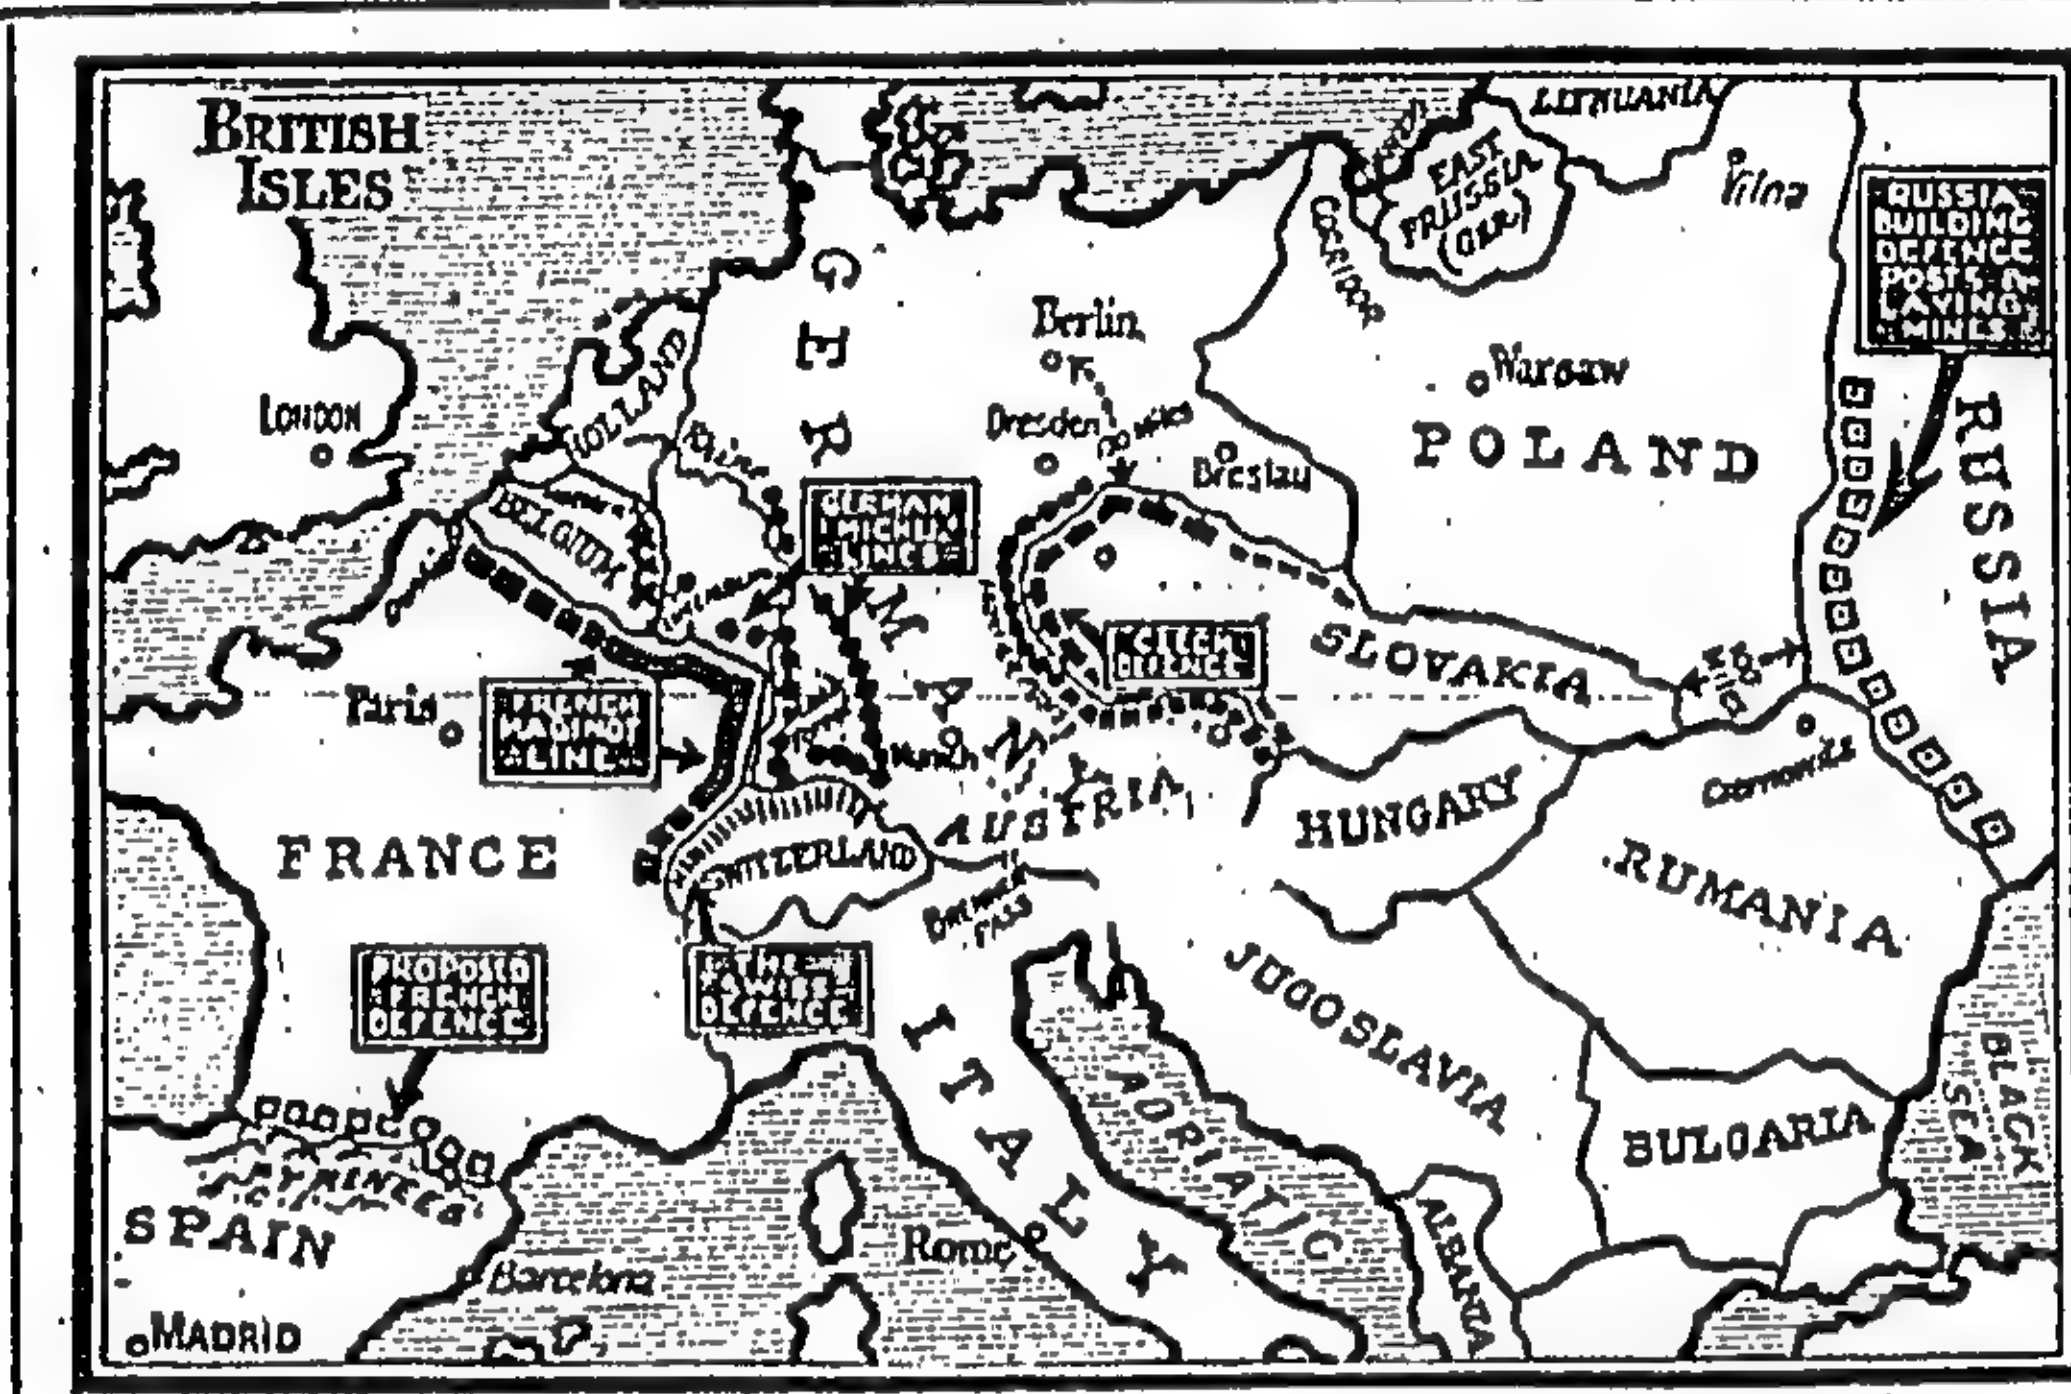 BRITISH
ISLES
LITHUANIA
EAST
PRUSSIA
(GER)
Vilna
RUSSIA
BUILDING
DEFENCE
POSTS &
LAYING
MINES
CORRIDOR
GERMANY
Berlin
HOLLAND
Warsaw
LONDON
Dresden
MILES
Rhine
Breslau
POLAND
RUSSIA
BELGIUM
GERMAN
LINES
CZECH
DEFENCE
SLOVAKIA
Paris
FRENCH
MAGINOT
LINE
Munich
AUSTRIA
HUNGARY
RUMANIA
FRANCE
SWITZERLAND
BRENNER
PASS
PROPOSED
FRENCH
DEFENCE
THE
SWISS
DEFENCE
ITALY
JUGOSLAVIA
ADRIATIC
BLACK
SEA
BULGARIA
PYRENEES
SPAIN
Barcelona
Rome
ALBANIA
MADRID